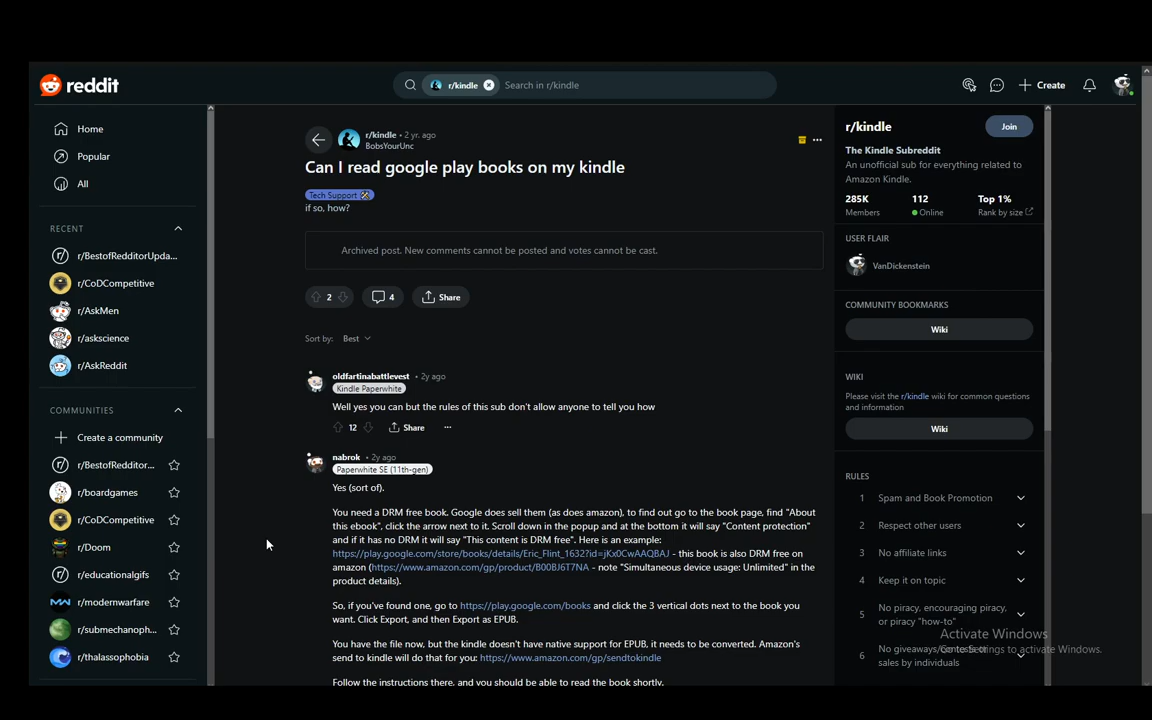 reddit
r/kindle
Search in r/kindle
Create
Home
Popular
All
RECENT
r/BestofRedditorUpda...
r/CoDCompetitive
r/AskMen
r/askscience
r/AskReddit
COMMUNITIES
Create a community
r/BestofRedditor...
r/boardgames
r/CoDCompetitive
r/Doom
r/educationalgifs
r/modernwarfare
r/submechanoph...
r/thalassophobia
r/kindle • 2 yr. ago
BobsYourUnc
Can I read google play books on my kindle
Tech Support
if so, how?
Archived post. New comments cannot be posted and votes cannot be cast.
2
4
Share
Sort by: Best
oldfartinabattlevest • 2y ago
Kindle Paperwhite
Well yes you can but the rules of this sub don't allow anyone to tell you how
12
Share
...
nabrok • 2y ago
Paperwhite SE (11th-gen)
Yes (sort of).
You need a DRM free book. Google does sell them (as does amazon), to find out go to the book page, find "About
this ebook", click the arrow next to it. Scroll down in the popup and at the bottom it will say "Content protection"
and if it has no DRM it will say "This content is DRM free". Here is an example:
https://play.google.com/store/books/details/Eric_Flint_1632?id=jKx0CwAAQBAJ - this book is also DRM free on
amazon (https://www.amazon.com/gp/product/B00BJ6T7NA - note "Simultaneous device usage: Unlimited" in the
product details).
So, if you've found one, go to https://play.google.com/books and click the 3 vertical dots next to the book you
want. Click Export, and then Export as EPUB.
You have the file now, but the kindle doesn't have native support for EPUB, it needs to be converted. Amazon's
send to kindle will do that for you: https://www.amazon.com/gp/sendtokindle
Follow the instructions there, and you should be able to read the book shortly.
r/kindle
Join
The Kindle Subreddit
An unofficial sub for everything related to
Amazon Kindle.
285K
Members
112
Online
Top 1%
Rank by size
USER FLAIR
VanDickenstein
COMMUNITY BOOKMARKS
Wiki
WIKI
Please visit the r/kindle wiki for common questions
and information
Wiki
RULES
1 Spam and Book Promotion
2 Respect other users
3 No affiliate links
4 Keep it on topic
5 No piracy, encouraging piracy,
or piracy "how-to"
6 No giveaways/
sales by individuals
Activate Windows
Go to Settings to activate Windows.